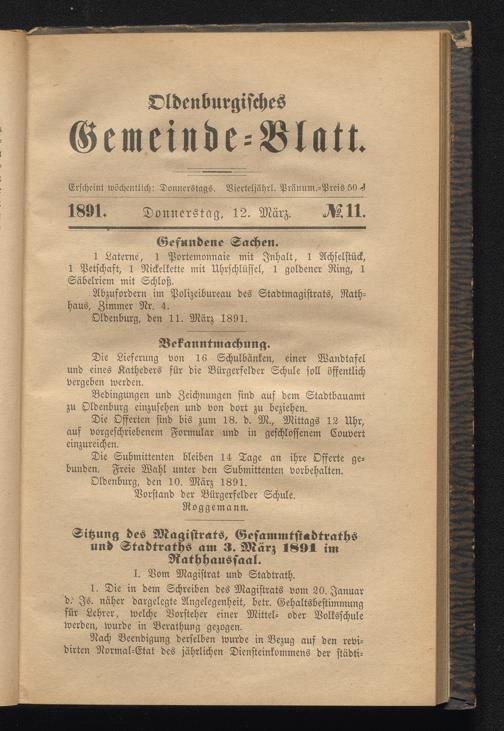 Oldenburgisches
Gemeinde-Blatt.
Erscheint wöchentlich: Donnerstags. Vierteljährl. Pränum.-Preis 50 ₰
1891. Donnerstag, 12. März. №. 11.
Gefundene Sachen.
1 Laterne, 1 Portemonnaie mit Inhalt, 1 Achselstück,
1 Petschaft, 1 Nickelkette mit Uhrschlüssel, 1 goldener Ring, 1
Säbelriem mit Schloß.
Abzufordern im Polizeibureau des Stadtmagistrats, Rath-
haus, Zimmer Nr. 4.
Oldenburg, den 11. März 1891.
Bekanntmachung.
Die Lieferung von 16 Schulbänken, einer Wandtafel
und eines Katheders für die Bürgerfelder Schule soll öffentlich
vergeben werden.
Bedingungen und Zeichnungen sind auf dem Stadtbauamt
zu Oldenburg einzusehen und von dort zu beziehen.
Die Offerten sind bis zum 18. d. M., Mittags 12 Uhr,
auf vorgeschriebenem Formular und in geschlossenem Couvert
einzureichen.
Die Submittenten bleiben 14 Tage an ihre Offerte ge-
bunden. Freie Wahl unter den Submittenten vorbehalten.
Oldenburg, den 10. März 1891.
Vorstand der Bürgerfelder Schule.
Roggemann.
Sitzung des Magistrats, Gesammtstadtraths
und Stadtraths am 3. März 1891 im
Rathhaussaal.
I. Vom Magistrat und Stadtrath.
1. Die in dem Schreiben des Magistrats vom 20. Januar
d. Js. näher dargelegte Angelegenheit, betr. Gehaltsbestimmung
für Lehrer, welche Vorsteher einer Mittel- oder Volksschule
werden, wurde in Berathung gezogen.
Nach Beendigung derselben wurde in Bezug auf den revi-
dirten Normal-Etat des jährlichen Diensteinkommens der städti-